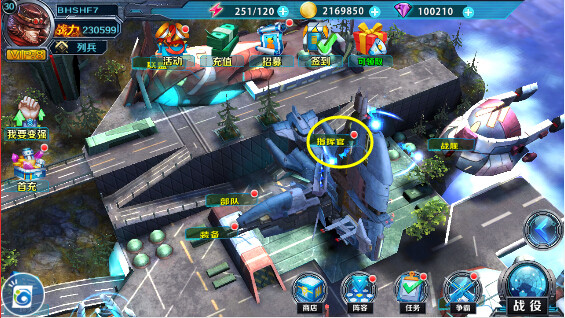 30
BHSHF7
251/120
2169850
100210
战力 230599
列兵
活动
充值
招募
签到
可领取
我要变强
指挥官
战舰
首充
部队
装备
商店
阵容
任务
争霸
战役